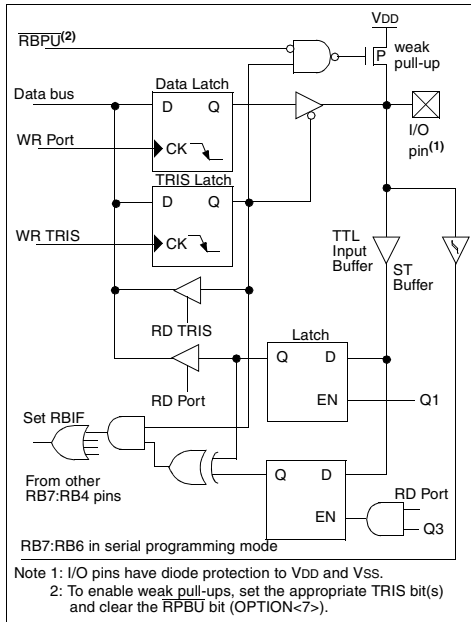 VDD
RBPU(2)
weak
pull-up
P
Data bus
Data Latch
D Q
I/O
pin(1)
WR Port
CK
TRIS Latch
D Q
WR TRIS
CK
TTL
Input
Buffer
ST
Buffer
RD TRIS
Latch
Q D
RD Port
EN
Q1
Set RBIF
From other
RB7:RB4 pins
Q D
RD Port
EN
Q3
RB7:RB6 in serial programming mode
Note 1: I/O pins have diode protection to VDD and VSS.
2: To enable weak pull-ups, set the appropriate TRIS bit(s)
and clear the RPBU bit (OPTION<7>).